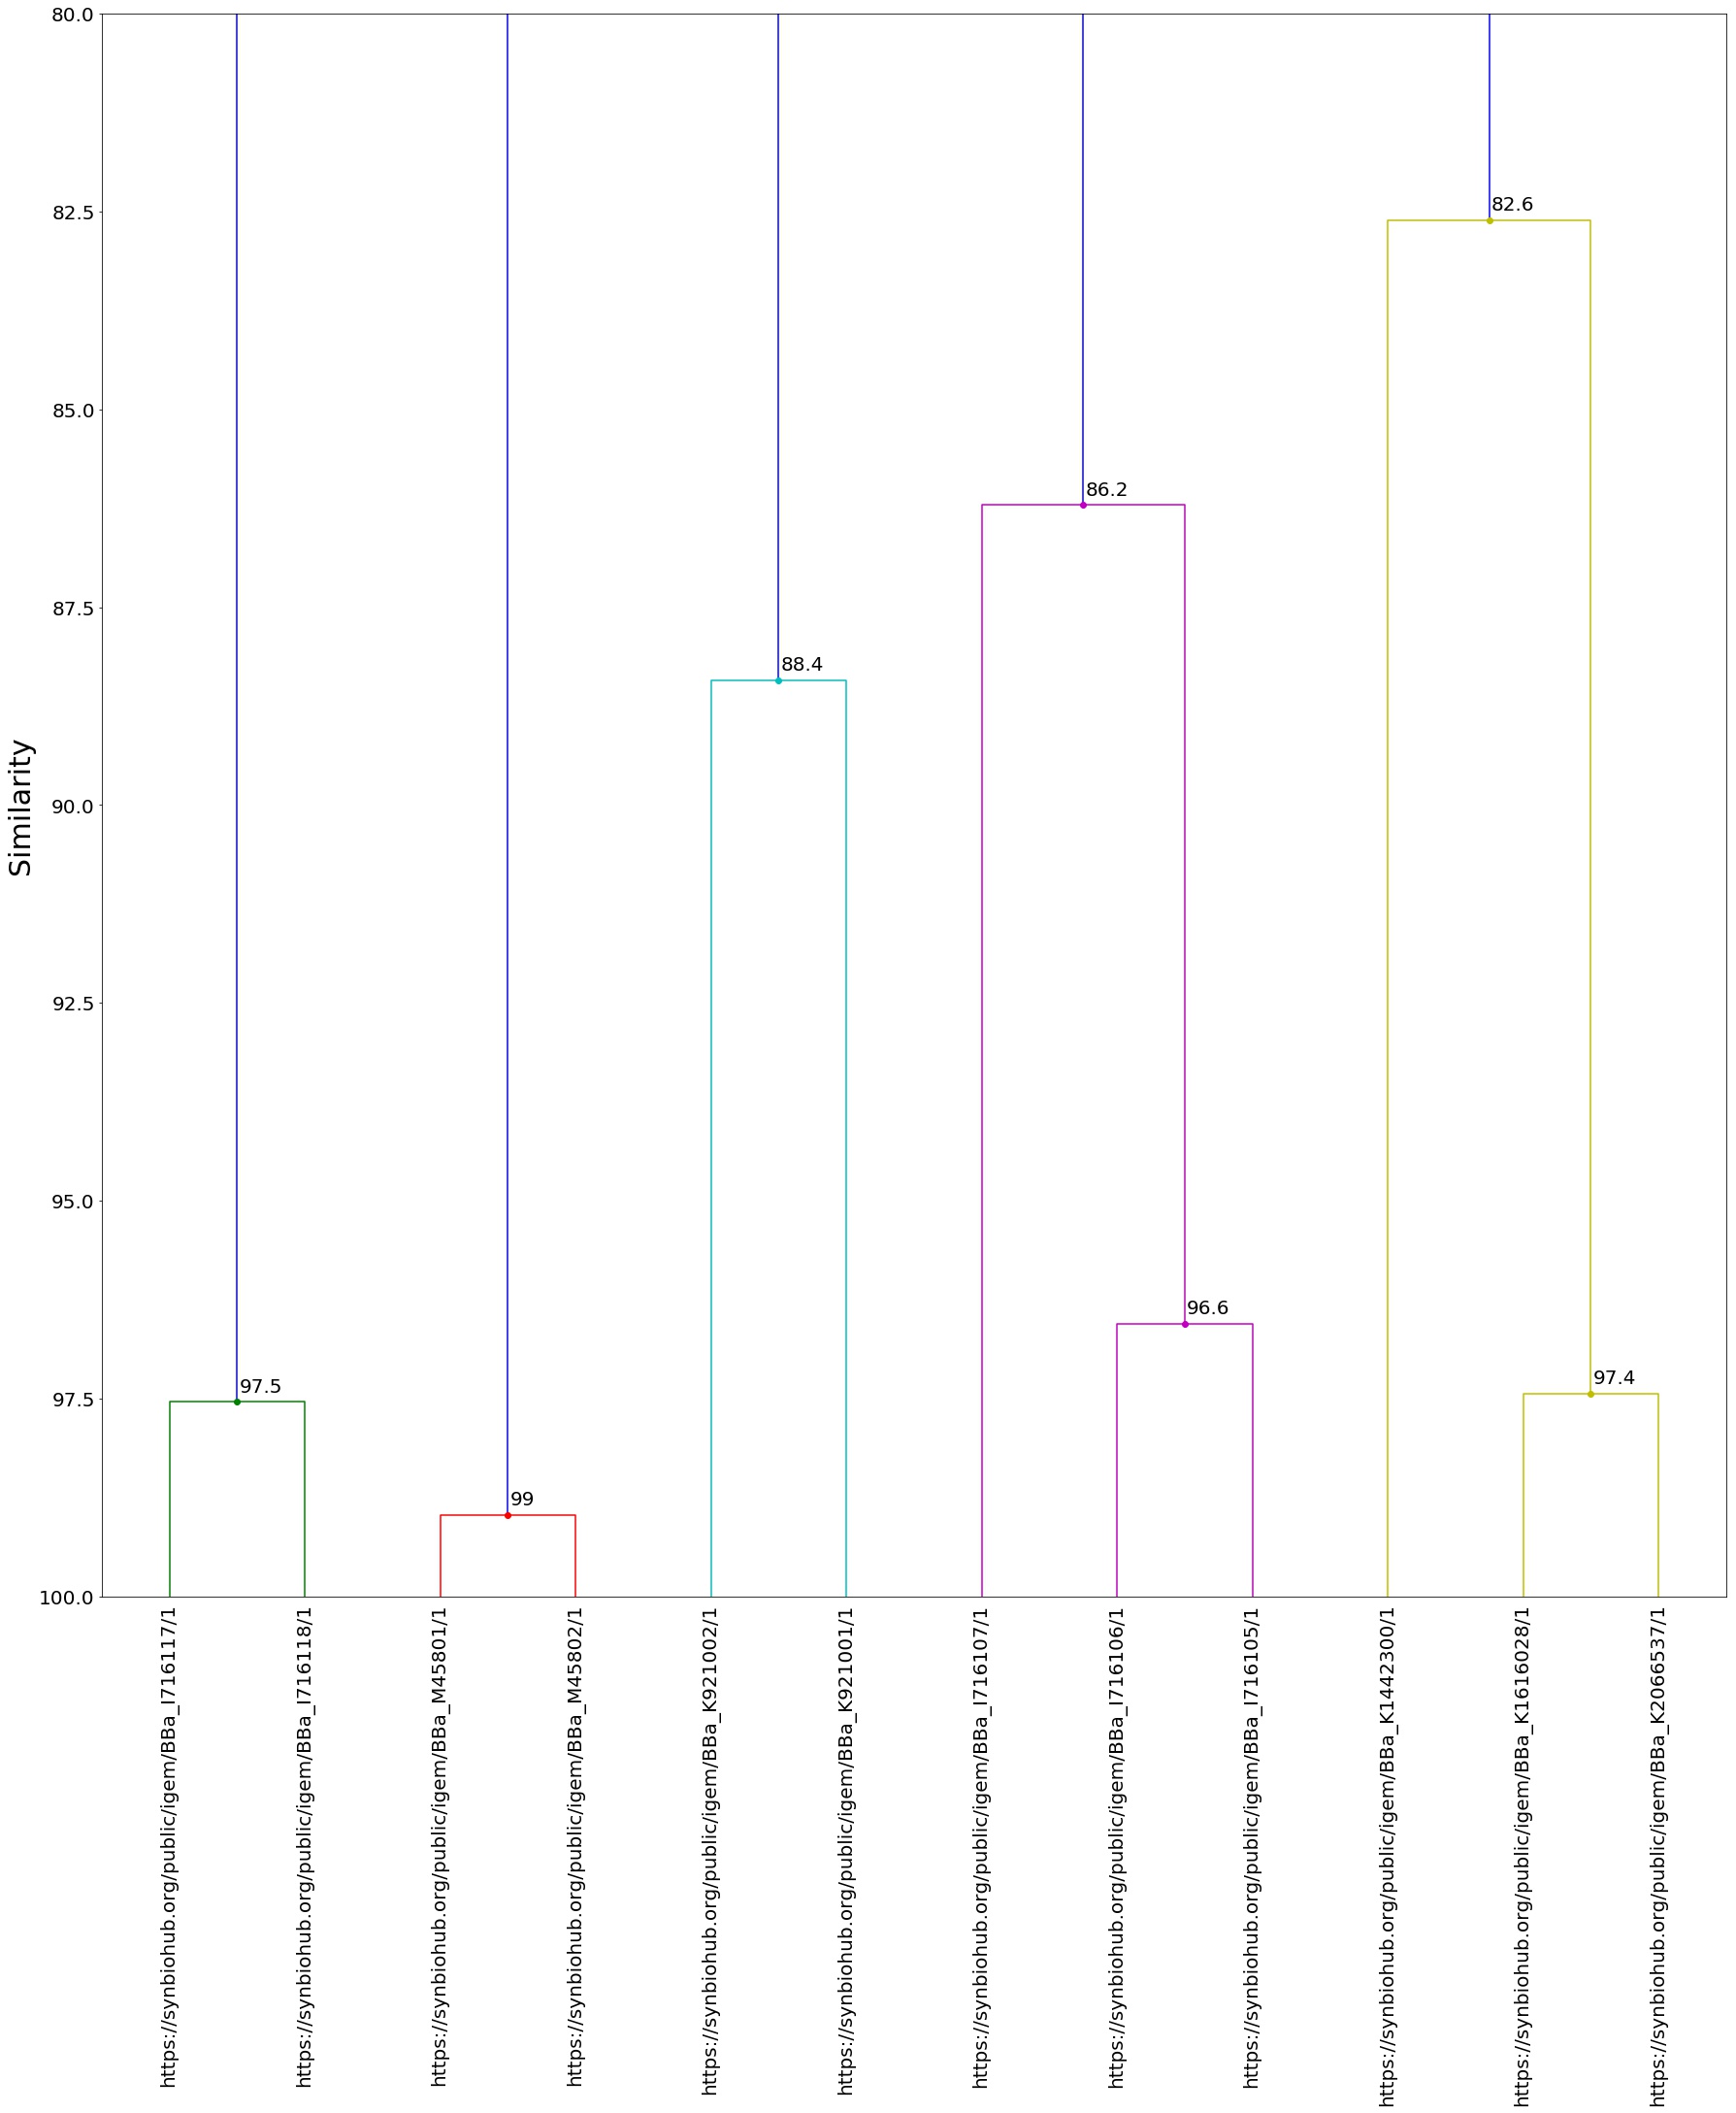 80.0
82.5
82.6
85.0
86.2
87.5
88.4
90.0
Similarity
92.5
95.0
96.6
97.4
97.5
97.5
99
100.0
https://synbiohub.org/public/igem/BBa_I716117/1
https://synbiohub.org/public/igem/BBa_I716118/1
https://synbiohub.org/public/igem/BBa_M45801/1
https://synbiohub.org/public/igem/BBa_M45802/1
https://synbiohub.org/public/igem/BBa_K921002/1
https://synbiohub.org/public/igem/BBa_K921001/1
https://synbiohub.org/public/igem/BBa_I716107/1
https://synbiohub.org/public/igem/BBa_I716106/1
https://synbiohub.org/public/igem/BBa_I716105/1
https://synbiohub.org/public/igem/BBa_K1442300/1
https://synbiohub.org/public/igem/BBa_K1616028/1
https://synbiohub.org/public/igem/BBa_K2066537/1